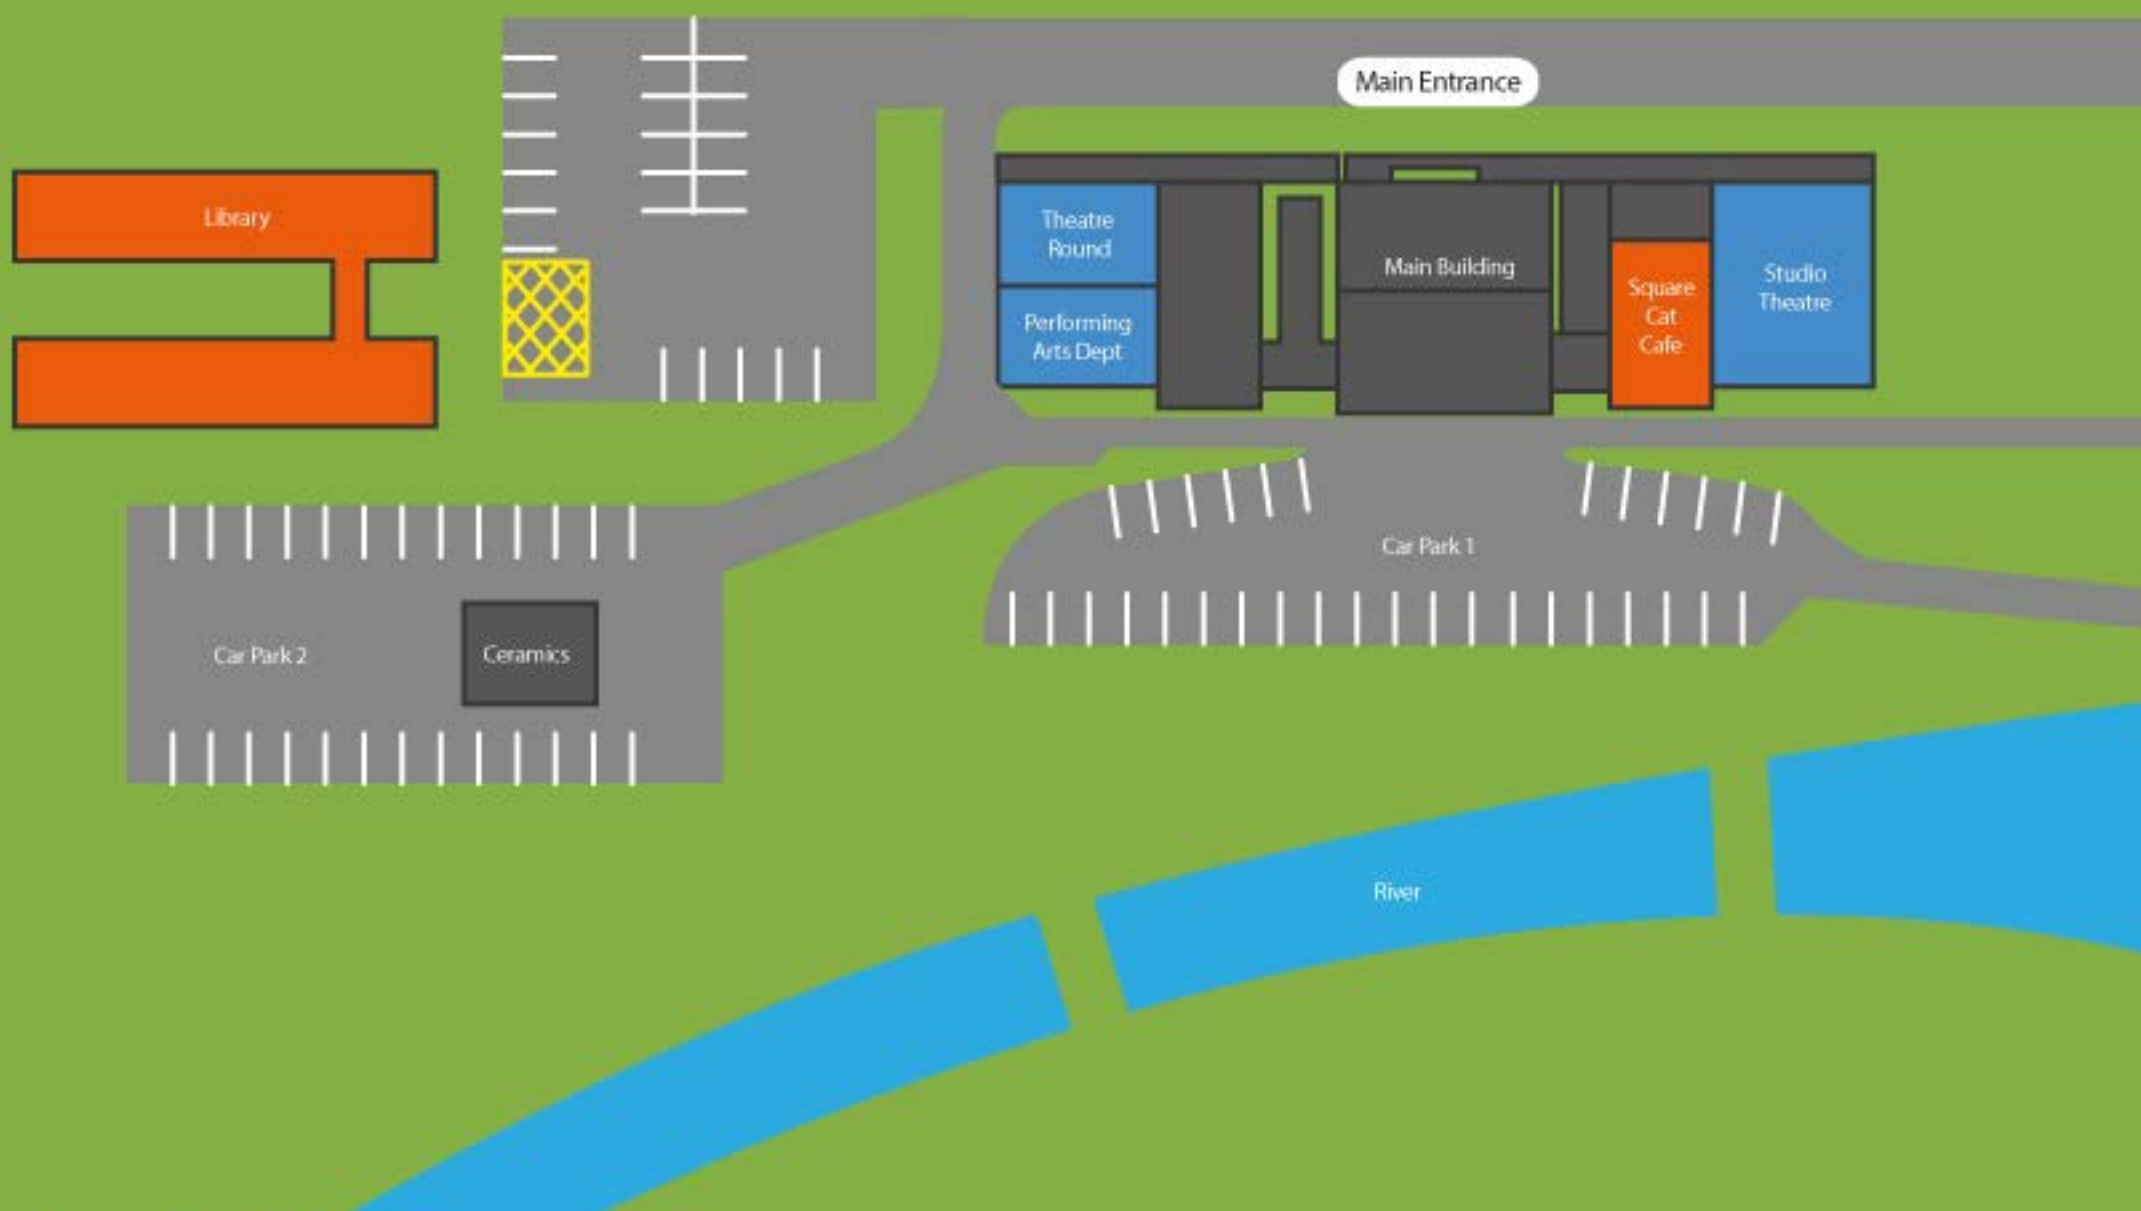 Main Entrance
Library
Theatre
Round
Performing
Arts Dept
Main Building
Square
Cat
Cafe
Studio
Theatre
Car Park 1
Car Park 2
Ceramics
River